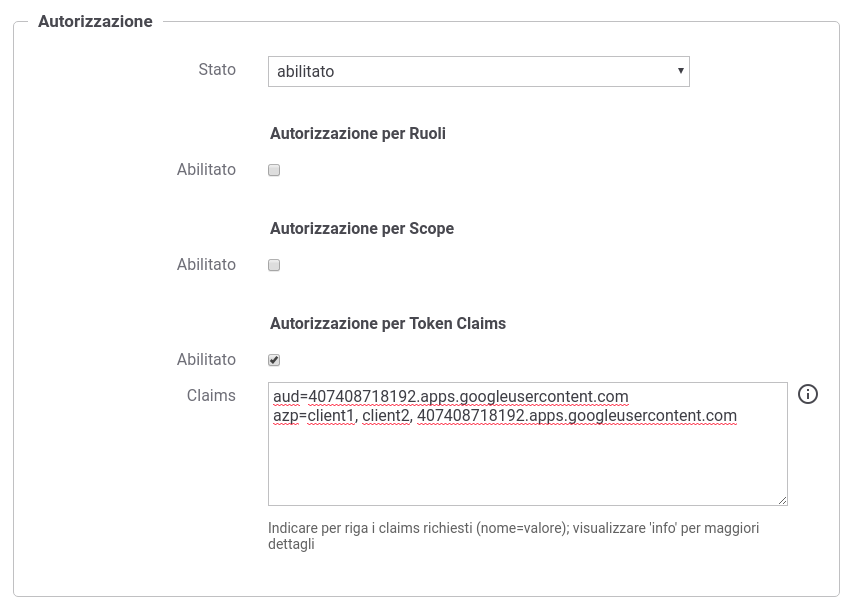 Autorizzazione
Stato
abilitato
Autorizzazione per Ruoli
Abilitato
Autorizzazione per Scope
Abilitato
Autorizzazione per Token Claims
Abilitato
Claims
aud=407408718192.apps.googleusercontent.com
azp=client1, client2, 407408718192.apps.googleusercontent.com
Indicare per riga i claims richiesti (nome=valore); visualizzare 'info' per maggiori
dettagli